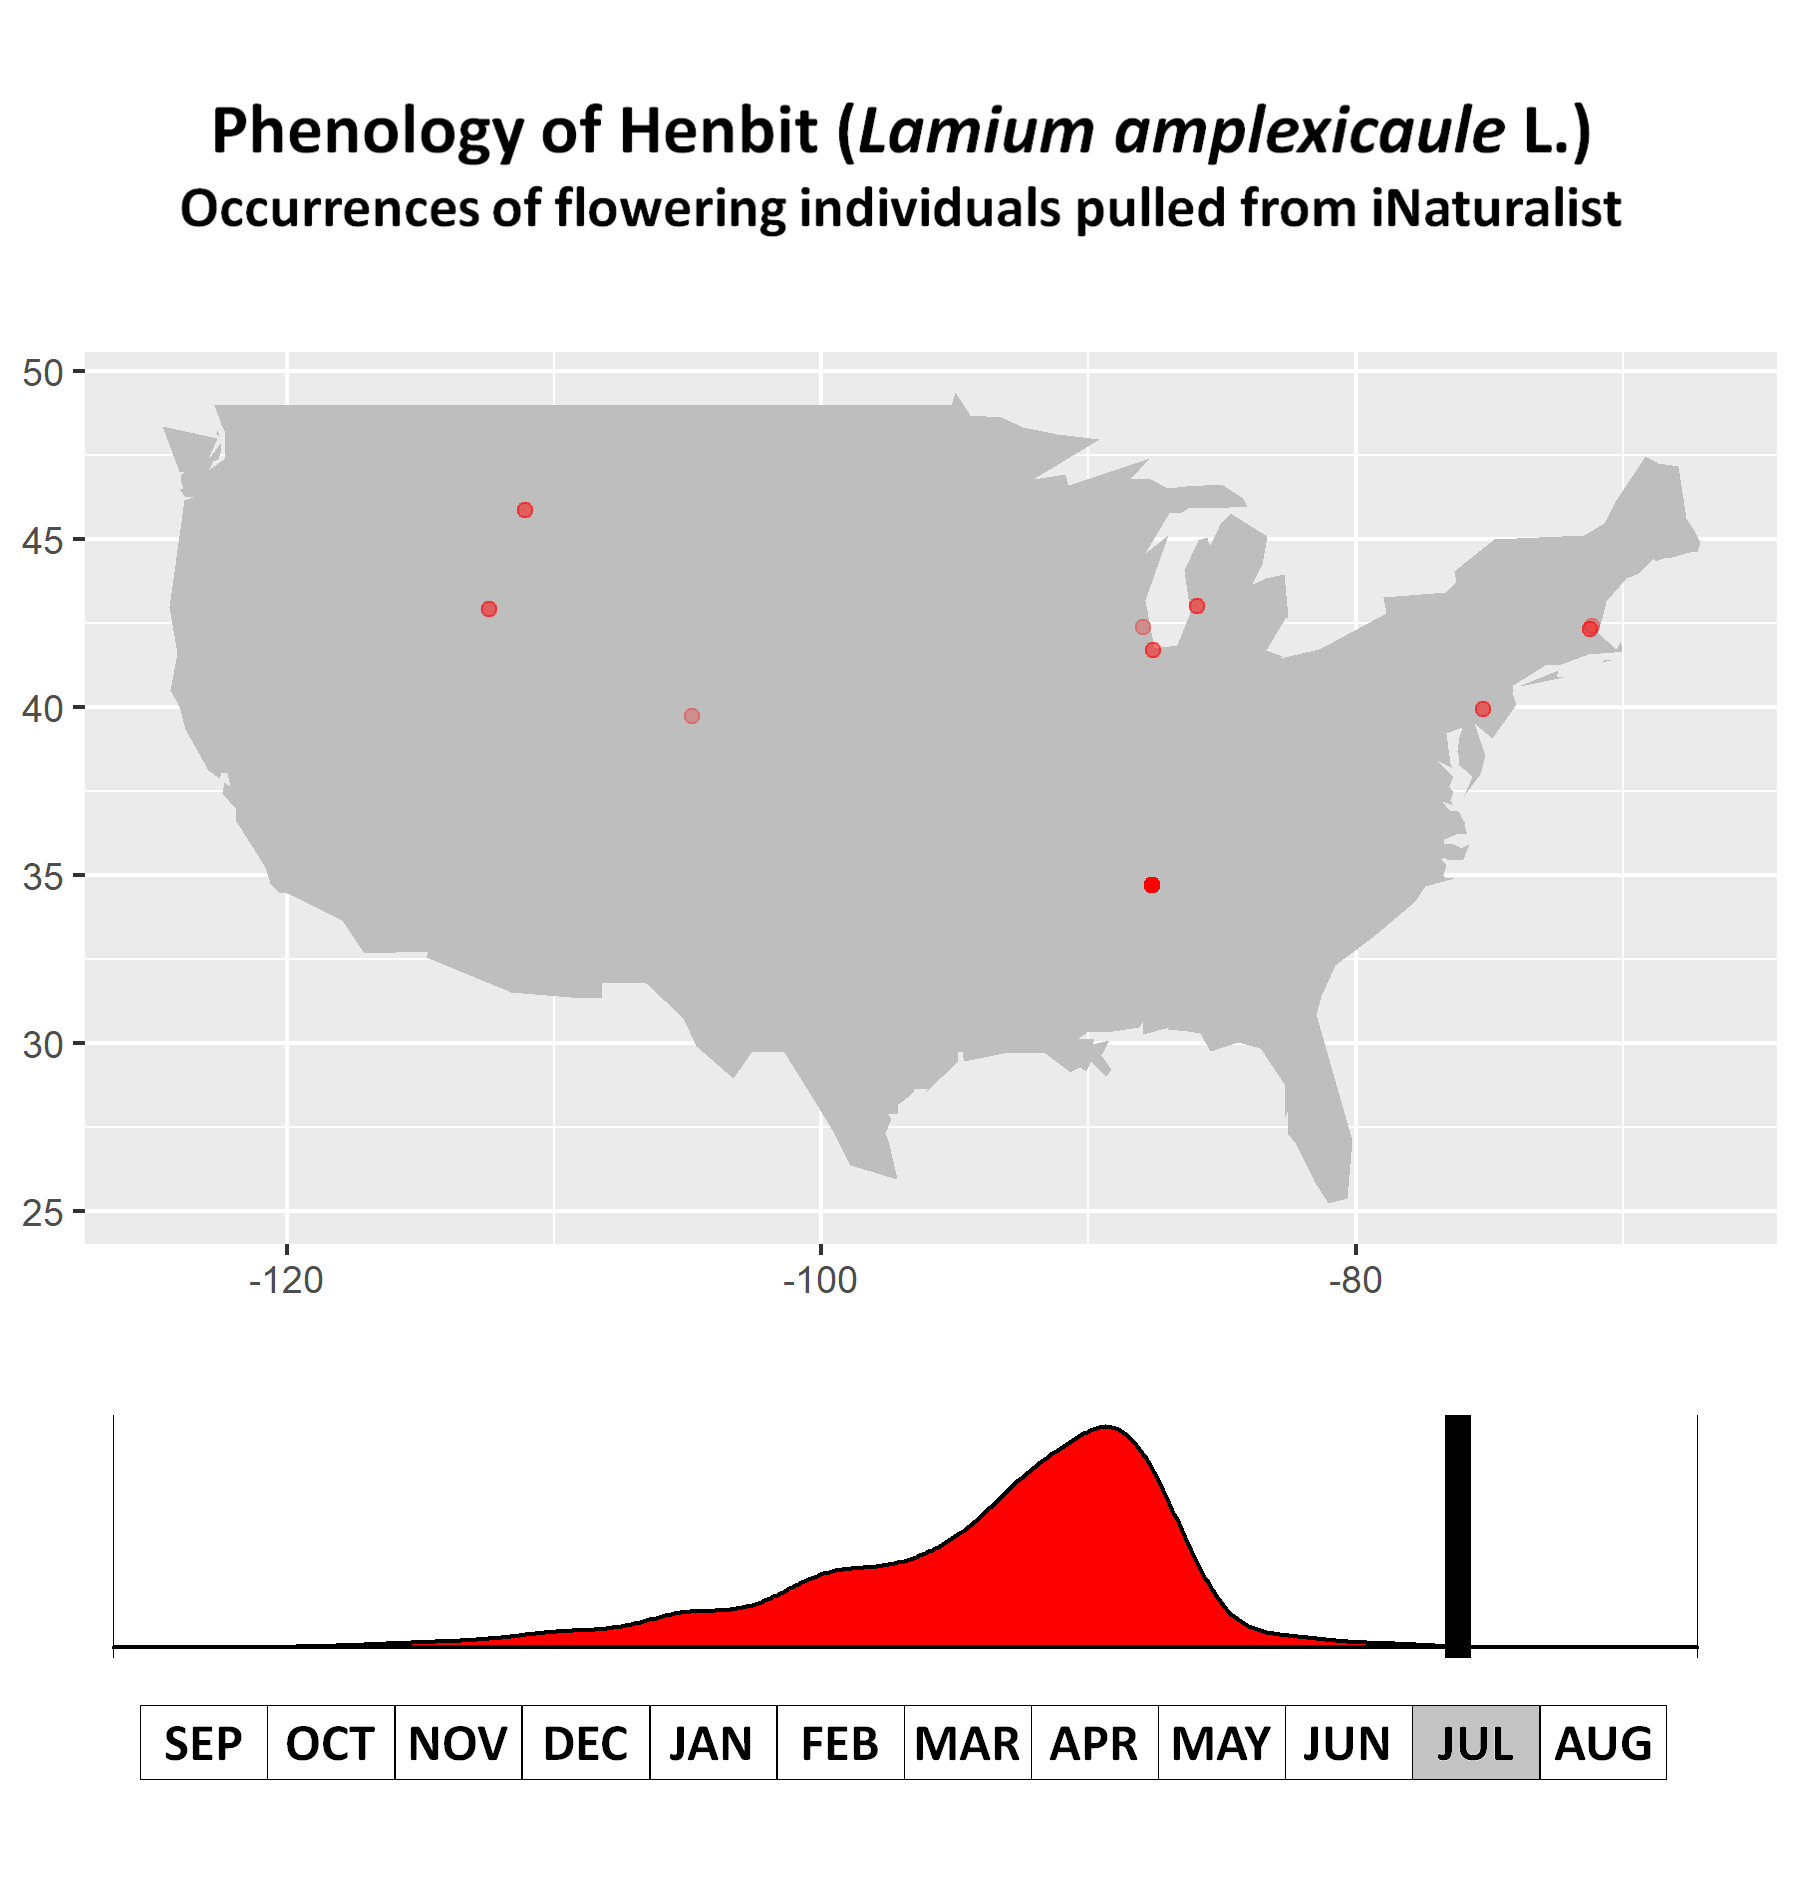 Phenology of Henbit (Lamium amplexicaule L.)
Occurrences of flowering individuals pulled from iNaturalist
50
45
40
35
30
25
-120 -100 -80
SEP OCT NOV DEC JAN FEB MAR APR MAY JUN JUL AUG